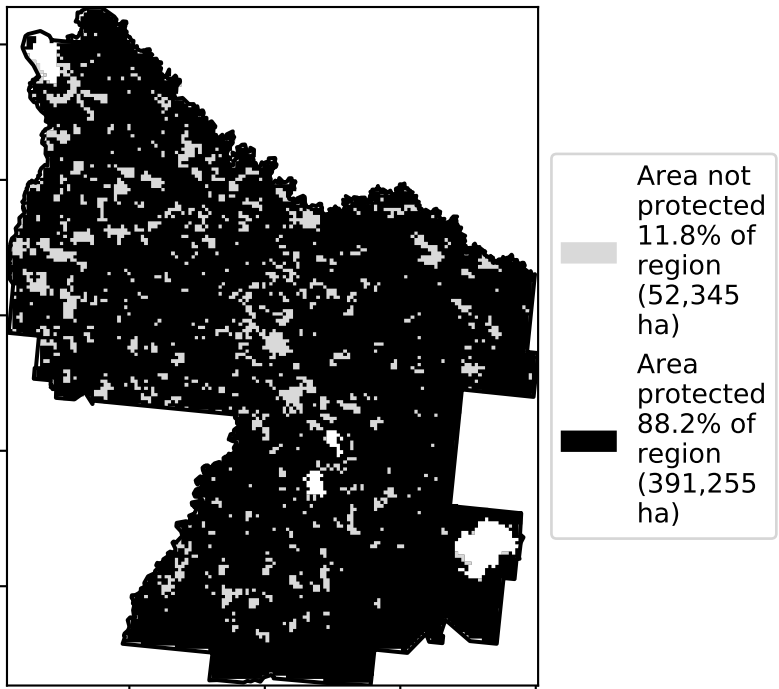 Area not
protected
11.8% of
region
(52,345
ha)
Area
protected
88.2% of
region
(391,255
ha)